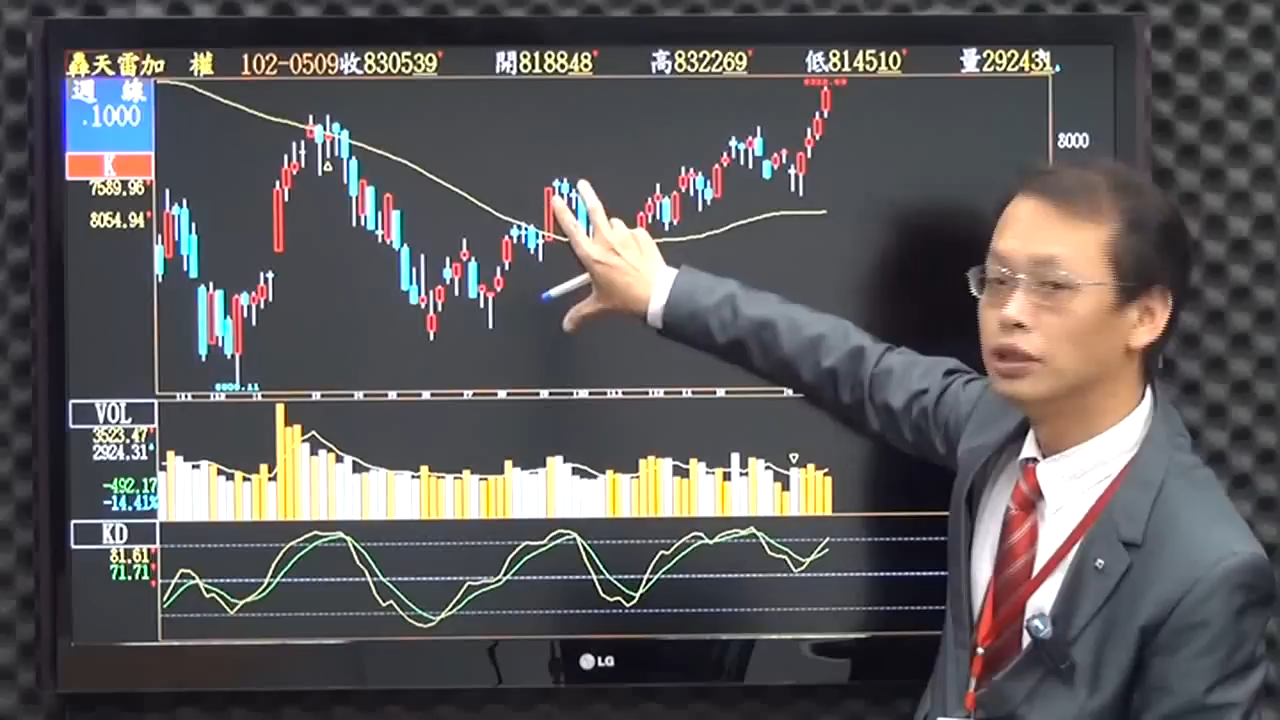 轟天雷加 權 102-0509收830539 開818848 高832269 低814510 量292431
週 線
.1000
K
7589.96
8054.94
8000
VOL
3523.47
2924.31
-492.17
-14.41%
KD
81.61
71.71
LG